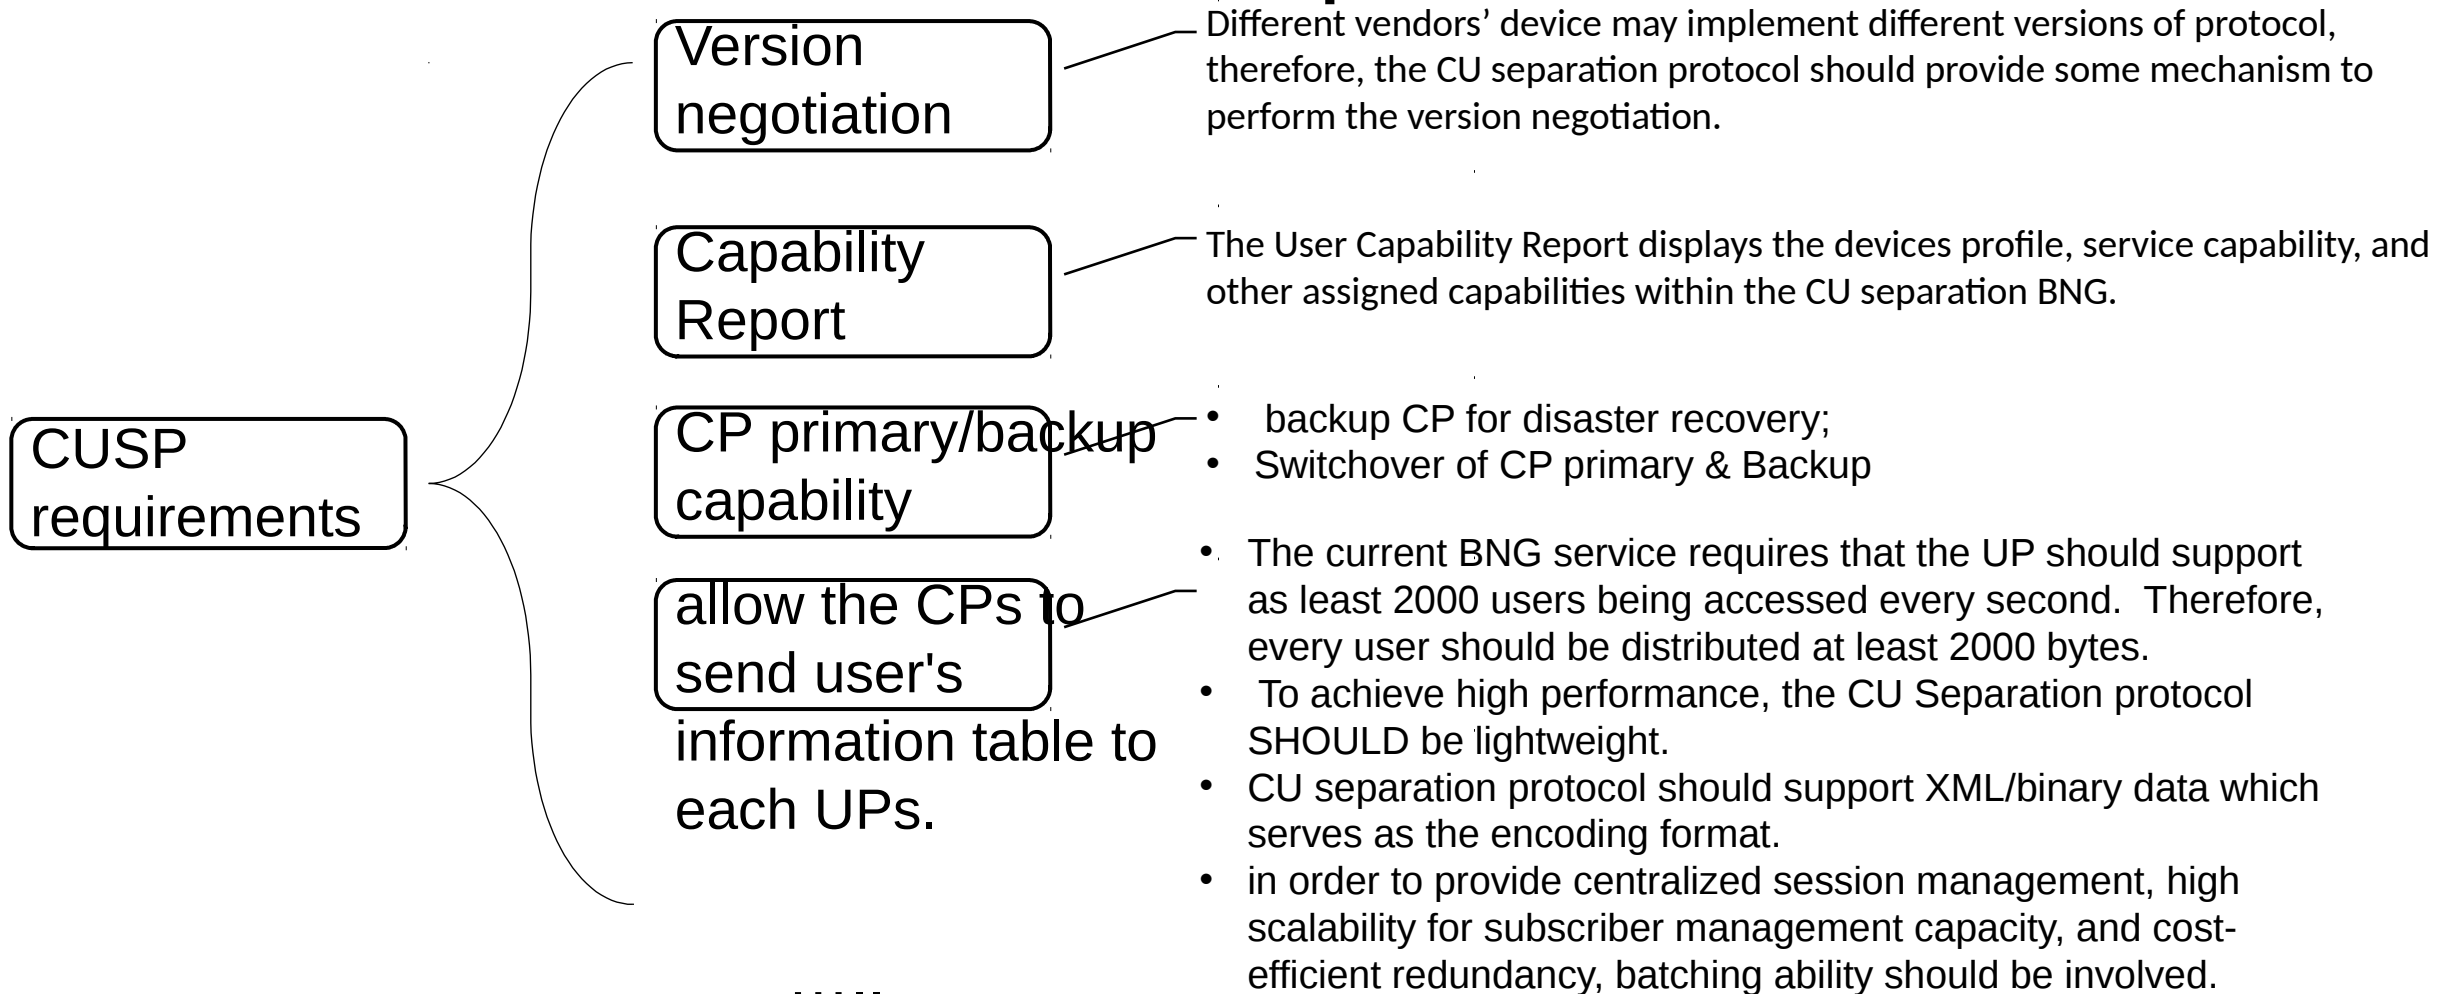 CUSP
requirements
Version
negotiation
Different vendors’ device may implement different versions of protocol,
therefore, the CU separation protocol should provide some mechanism to
perform the version negotiation.
Capability
Report
The User Capability Report displays the devices profile, service capability, and
other assigned capabilities within the CU separation BNG.
CP primary/backup
capability
• backup CP for disaster recovery;
• Switchover of CP primary & Backup
allow the CPs to
send user's
information table to
each UPs.
• The current BNG service requires that the UP should support
as least 2000 users being accessed every second. Therefore,
every user should be distributed at least 2000 bytes.
• To achieve high performance, the CU Separation protocol
SHOULD be lightweight.
• CU separation protocol should support XML/binary data which
serves as the encoding format.
• in order to provide centralized session management, high
scalability for subscriber management capacity, and cost-
efficient redundancy, batching ability should be involved.